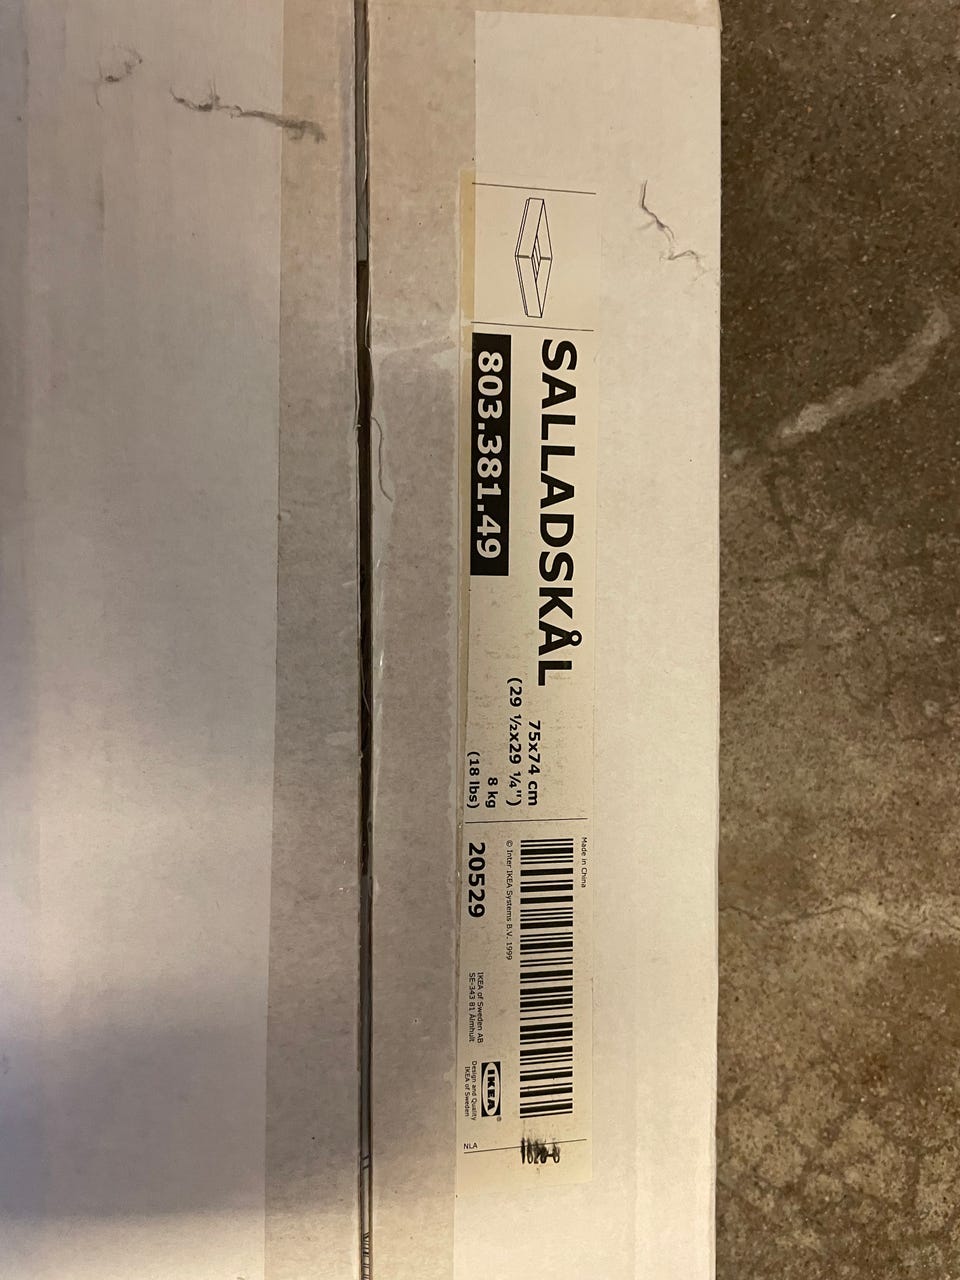 SALLADSKÅL
803.381.49
75x74 cm
(29 ½x29 ¼")
8 kg
(18 lbs)
Made in China
© Inter IKEA Systems B.V. 1999
20529
IKEA of Sweden AB
SE-343 81 Älmhult
IKEA®
Design and Quality
IKEA of Sweden
NLA